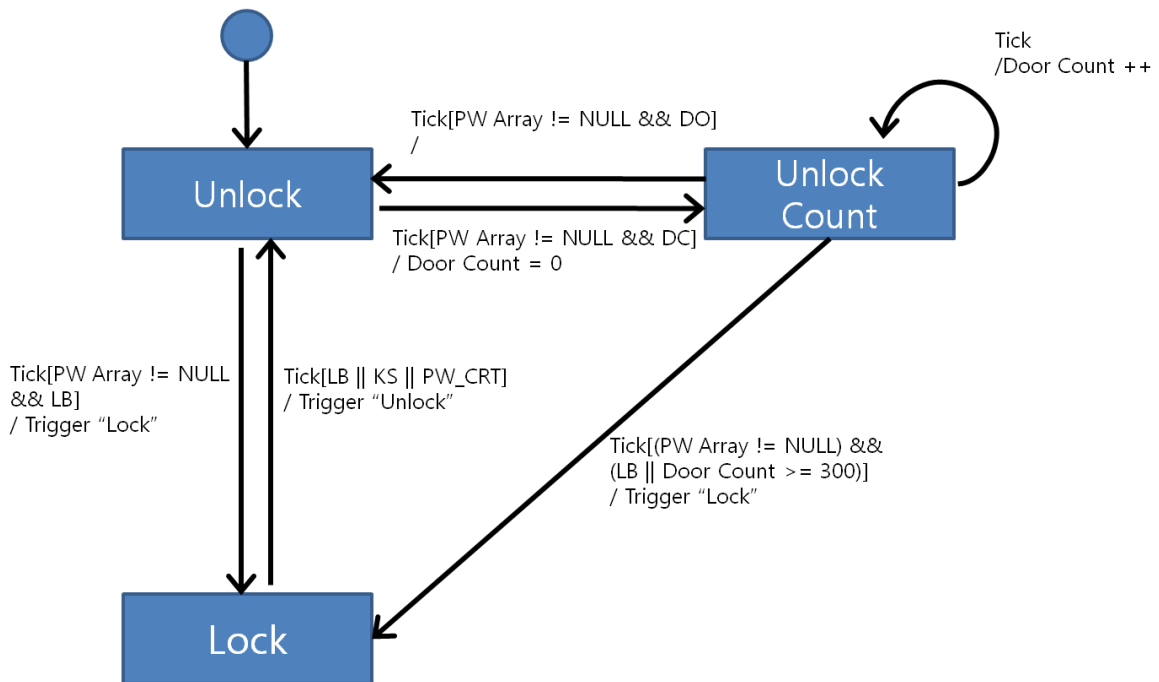 Tick
/Door Count ++
Tick[PW Array != NULL && DO]
/
Unlock
Unlock
Count
Tick[PW Array != NULL && DC]
/ Door Count = 0
Tick[PW Array != NULL
&& LB]
/ Trigger “Lock”
Tick[LB || KS || PW_CRT]
/ Trigger “Unlock”
Tick[(PW Array != NULL) &&
(LB || Door Count >= 300)]
/ Trigger “Lock”
Lock